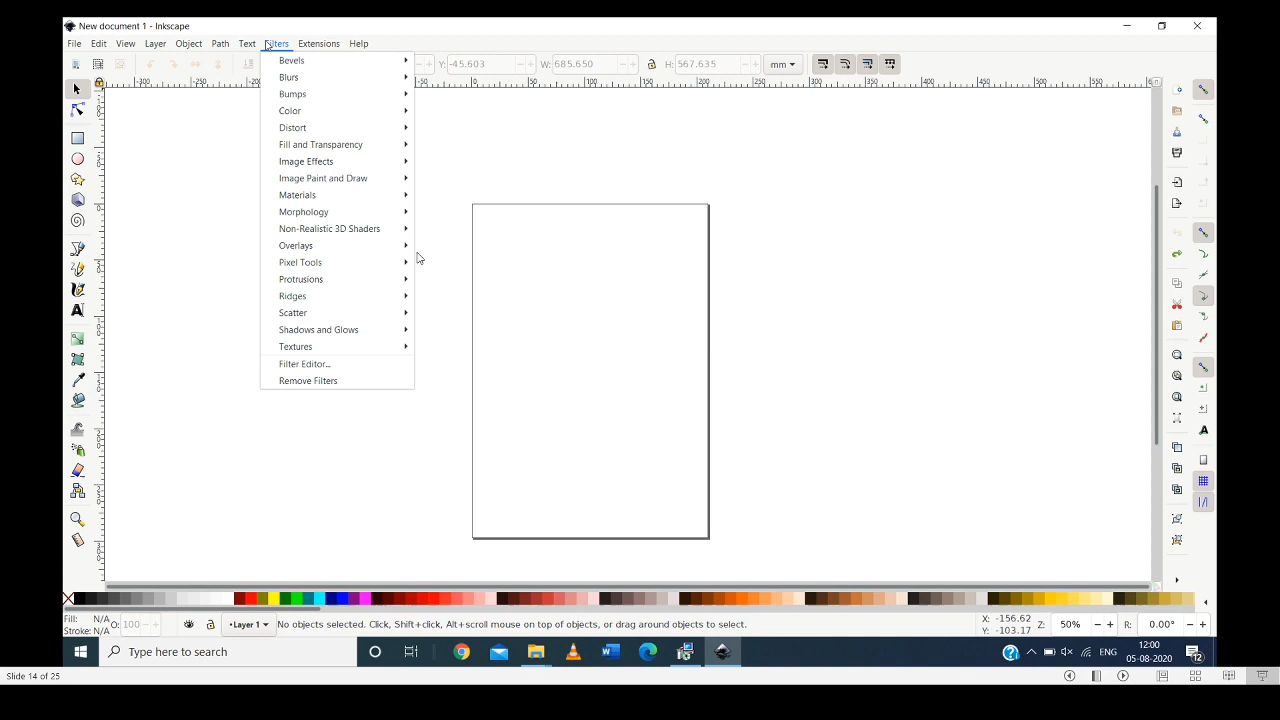 New document 1 - Inkscape
File Edit View Layer Object Path Text Filters Extensions Help
Y: -45.603 W: 685.650 H: 567.635 mm
Bevels
Blurs
Bumps
Color
Distort
Fill and Transparency
Image Effects
Image Paint and Draw
Materials
Morphology
Non-Realistic 3D Shaders
Overlays
Pixel Tools
Protrusions
Ridges
Scatter
Shadows and Glows
Textures
Filter Editor...
Remove Filters
Fill: N/A O: 100 •Layer 1 No objects selected. Click, Shift+click, Alt+scroll mouse on top of objects, or drag around objects to select. X: -156.62 Z: 50% R: 0.00°
Stroke: N/A Y: -103.17
Type here to search ENG 12:00
05-08-2020 12
Slide 14 of 25